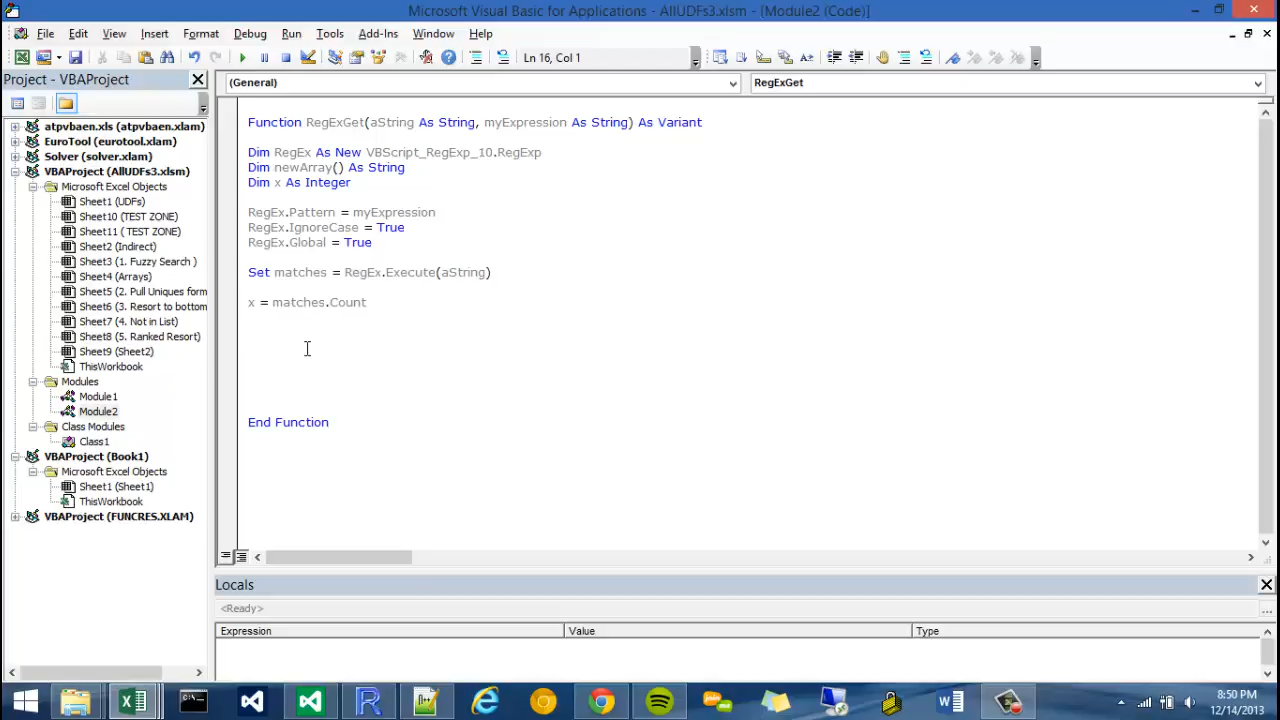 Microsoft Visual Basic for Applications - AllUDFs3.xlsm - [Module2 (Code)]
File Edit View Insert Format Debug Run Tools Add-Ins Window Help
Ln 16, Col 1
Project - VBAProject
(General) RegExGet
atpvbaen.xls (atpvbaen.xlam)
EuroTool (eurotool.xlam)
Solver (solver.xlam)
VBAProject (AllUDFs3.xlsm)
Microsoft Excel Objects
Sheet1 (UDFs)
Sheet10 (TEST ZONE)
Sheet11 ( TEST ZONE)
Sheet2 (Indirect)
Sheet3 (1. Fuzzy Search )
Sheet4 (Arrays)
Sheet5 (2. Pull Uniques form
Sheet6 (3. Resort to bottom
Sheet7 (4. Not in List)
Sheet8 (5. Ranked Resort)
Sheet9 (Sheet2)
ThisWorkbook
Modules
Module1
Module2
Class Modules
Class1
VBAProject (Book1)
Microsoft Excel Objects
Sheet1 (Sheet1)
ThisWorkbook
VBAProject (FUNCRES.XLAM)
Function RegExGet(aString As String, myExpression As String) As Variant
Dim RegEx As New VBScript_RegExp_10.RegExp
Dim newArray() As String
Dim x As Integer
RegEx.Pattern = myExpression
RegEx.IgnoreCase = True
RegEx.Global = True
Set matches = RegEx.Execute(aString)
x = matches.Count
End Function
Locals
<Ready>
Expression Value Type
8:50 PM
12/14/2013